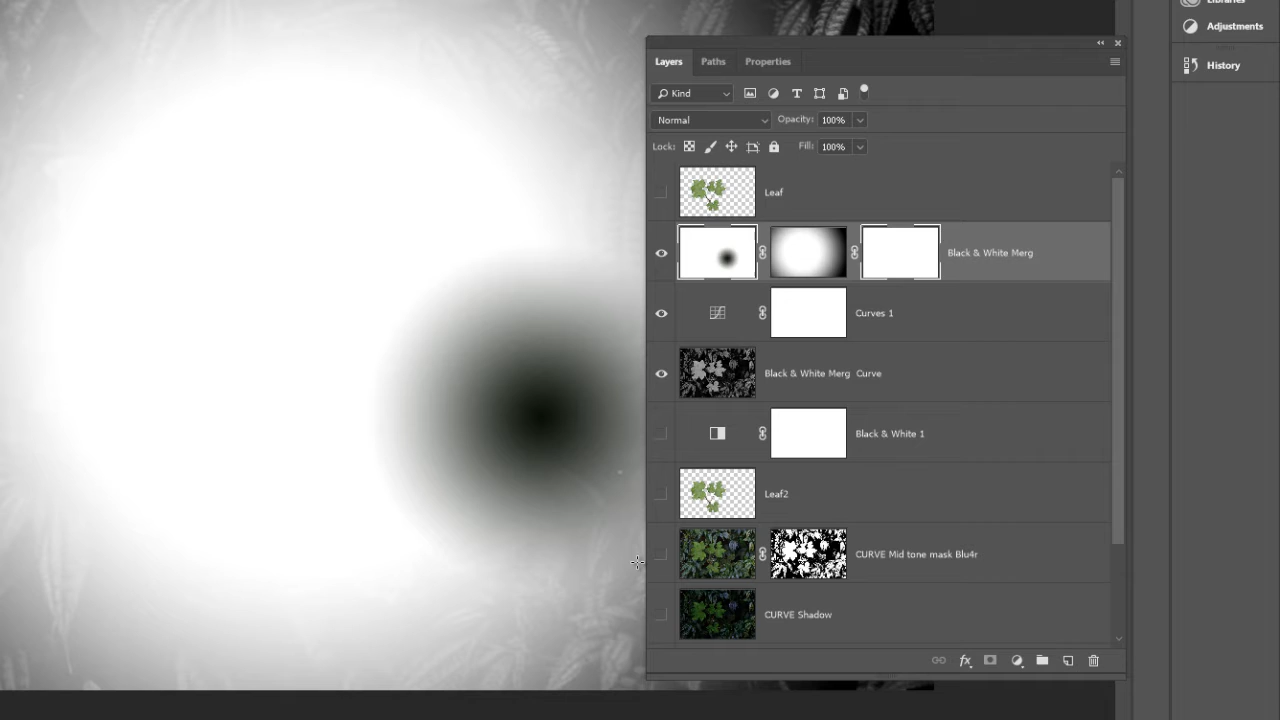 Libraries
Adjustments
History
Layers Paths Properties
Kind
Normal Opacity: 100%
Lock: Fill: 100%
Leaf
Black & White Merg
Curves 1
Black & White Merg Curve
Black & White 1
Leaf2
CURVE Mid tone mask Blu4r
CURVE Shadow